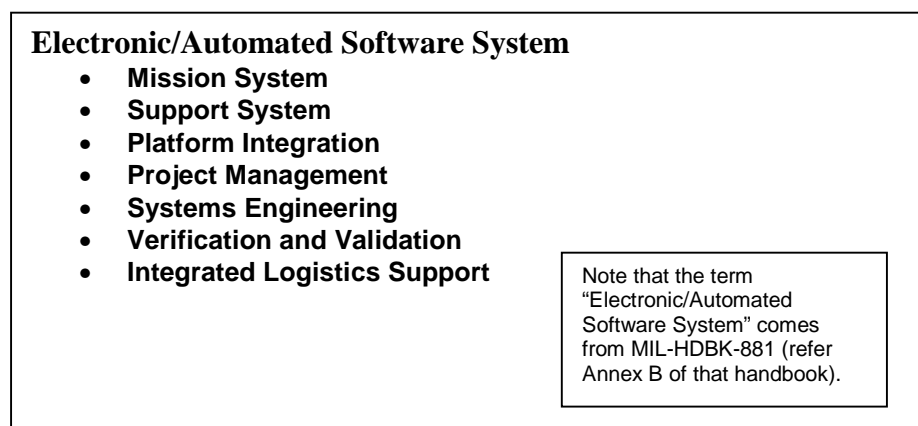 Electronic/Automated Software System
• Mission System
• Support System
• Platform Integration
• Project Management
• Systems Engineering
• Verification and Validation
• Integrated Logistics Support
Note that the term
“Electronic/Automated
Software System” comes
from MIL-HDBK-881 (refer
Annex B of that handbook).